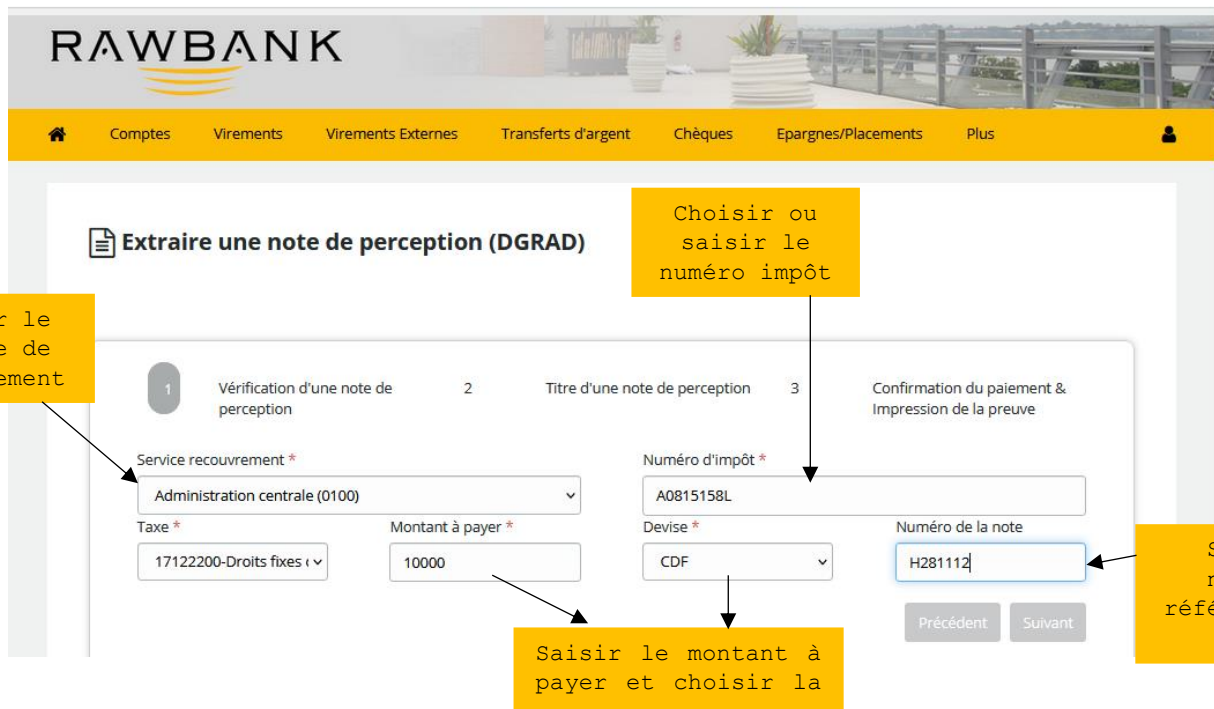 RAWBANK
Comptes Virements Virements Externes Transferts d'argent Chèques Epargnes/Placements Plus
Choisir ou
saisir le
numéro impôt
Extraire une note de perception (DGRAD)
le
de
1 Vérification d'une note de
perception
2 Titre d'une note de perception
3 Confirmation du paiement &
Impression de la preuve
Service recouvrement *
Numéro d'impôt *
Administration centrale (0100)
A0815158L
Taxe *
Montant à payer *
Devise *
Numéro de la note
17122200-Droits fixes
10000
CDF
H281112
Précédent
Suivant
Saisir le montant à
payer et choisir la